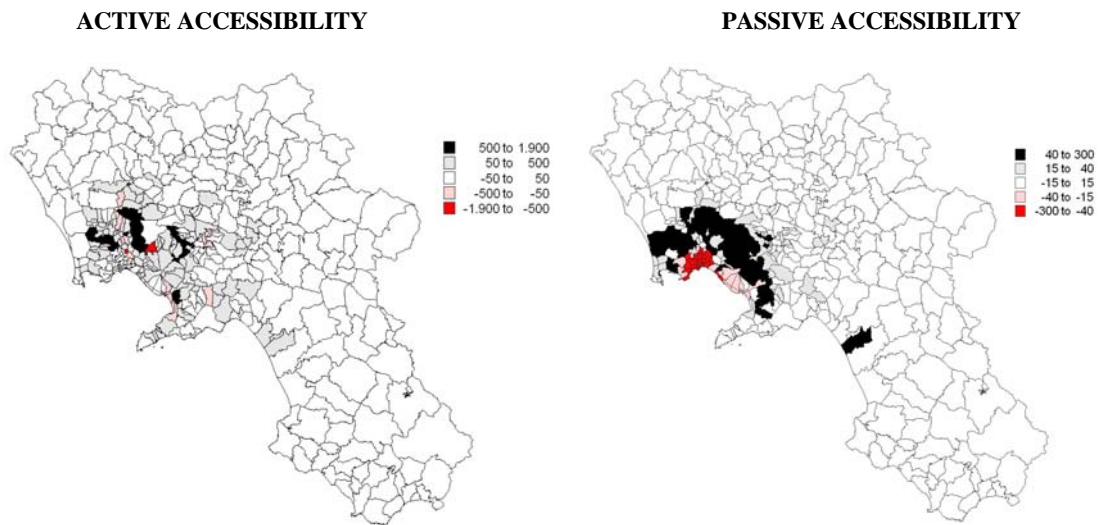 ACTIVE ACCESSIBILITY
PASSIVE ACCESSIBILITY
500 to 1.900
50 to 500
-50 to 50
-500 to -50
-1.900 to -500
40 to 300
15 to 40
-15 to 15
-40 to -15
-300 to -40